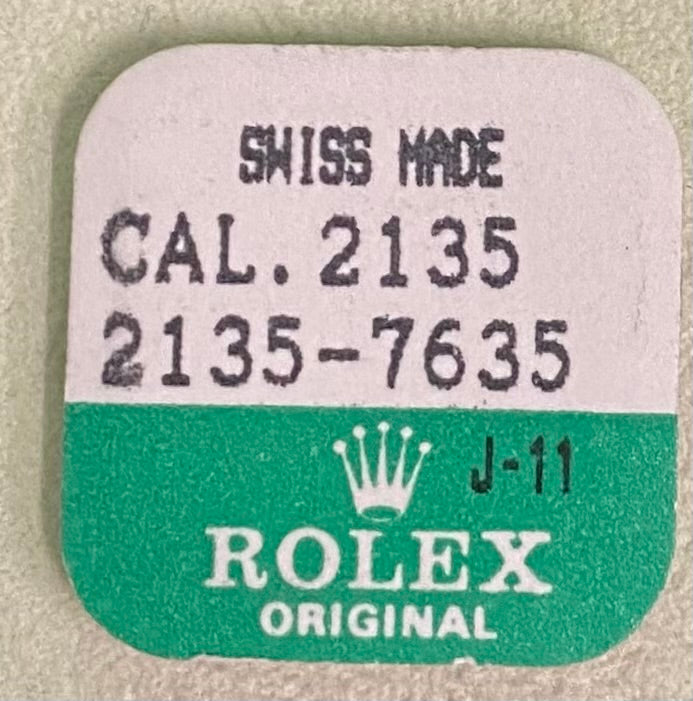 SWISS MADE
CAL. 2135
2135-7635
J-11
ROLEX
ORIGINAL